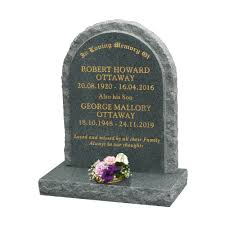 In Loving Memory Of
ROBERT HOWARD
OTTAWAY
20.08.1920 - 16.04.2016
Also his Son
GEORGE MALLORY
OTTAWAY
18.10.1948 - 24.11.2019
Loved and missed by all their Family
Always in our thoughts